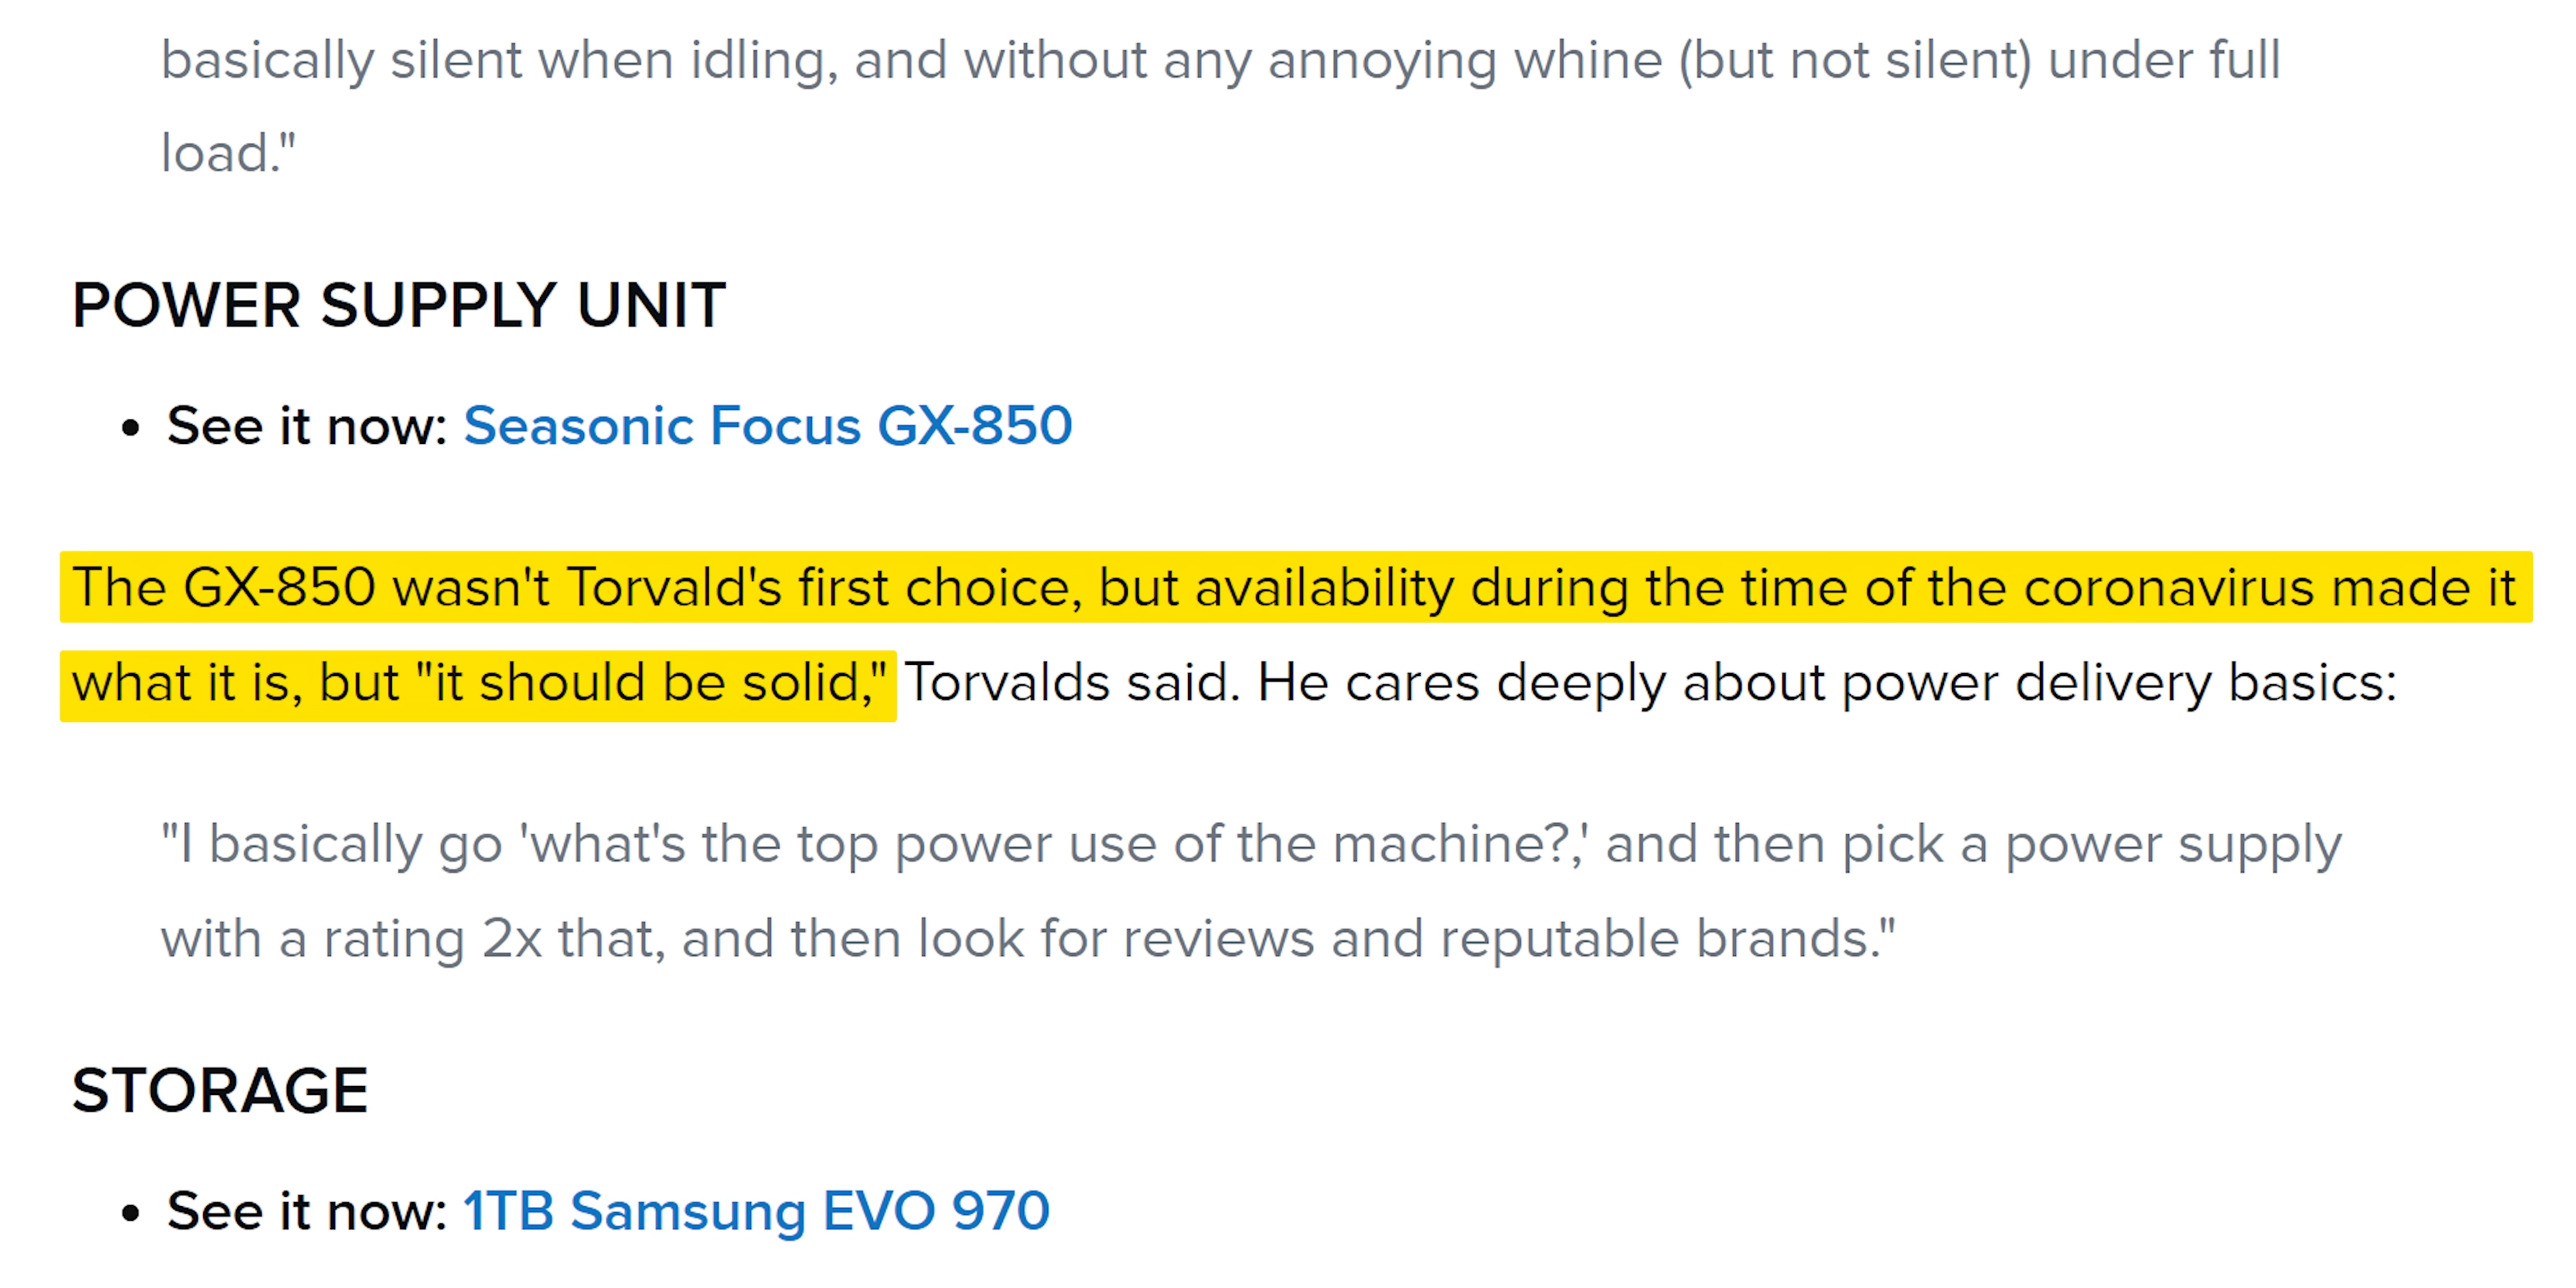 basically silent when idling, and without any annoying whine (but not silent) under full
load."
POWER SUPPLY UNIT
• See it now: Seasonic Focus GX-850
The GX-850 wasn't Torvald's first choice, but availability during the time of the coronavirus made it
what it is, but "it should be solid," Torvalds said. He cares deeply about power delivery basics:
"I basically go 'what's the top power use of the machine?,' and then pick a power supply
with a rating 2x that, and then look for reviews and reputable brands."
STORAGE
• See it now: 1TB Samsung EVO 970